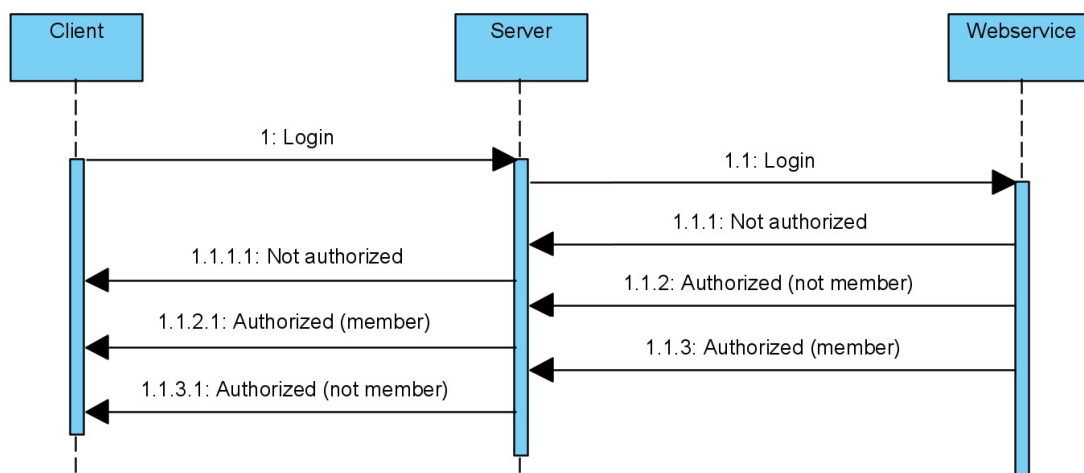 Client
Server
Webservice
1: Login
1.1: Login
1.1.1: Not authorized
1.1.1.1: Not authorized
1.1.2: Authorized (not member)
1.1.2.1: Authorized (member)
1.1.3: Authorized (member)
1.1.3.1: Authorized (not member)